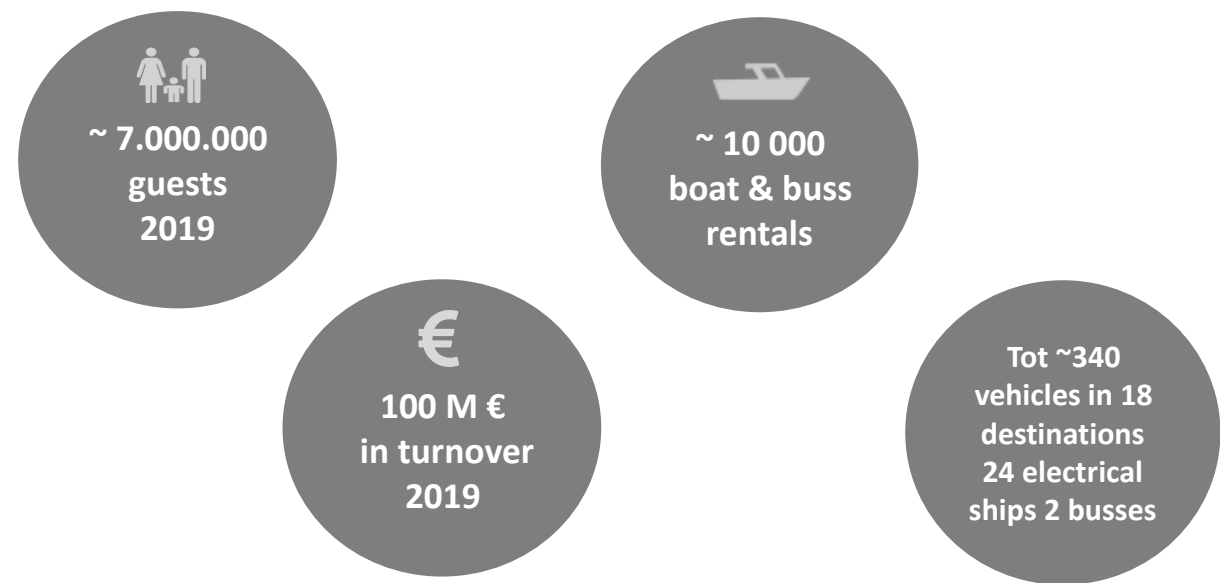 ~ 7.000.000
guests
2019
~ 10 000
boat & buss
rentals
€
100 M €
in turnover
2019
Tot ~340
vehicles in 18
destinations
24 electrical
ships 2 busses